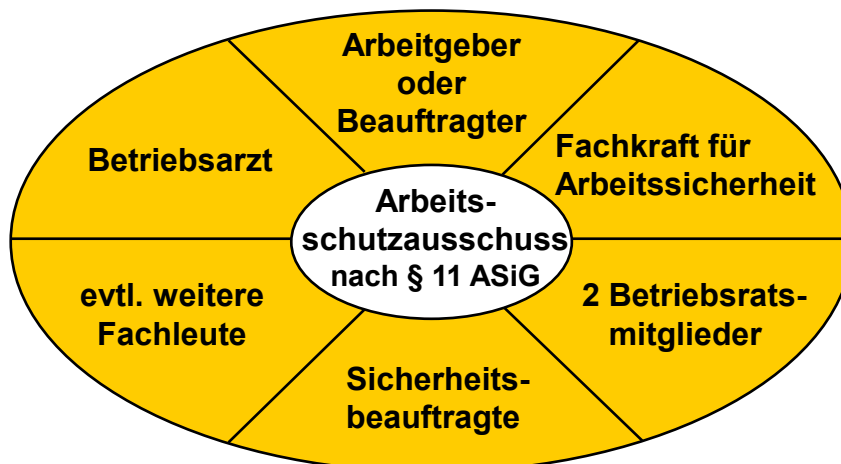 Arbeitgeber
oder
Beauftragter
Fachkraft für
Arbeitssicherheit
2 Betriebsrats-
mitglieder
Sicherheits-
beauftragte
evtl. weitere
Fachleute
Betriebsarzt
Arbeits-
schutzausschuss
nach § 11 ASiG